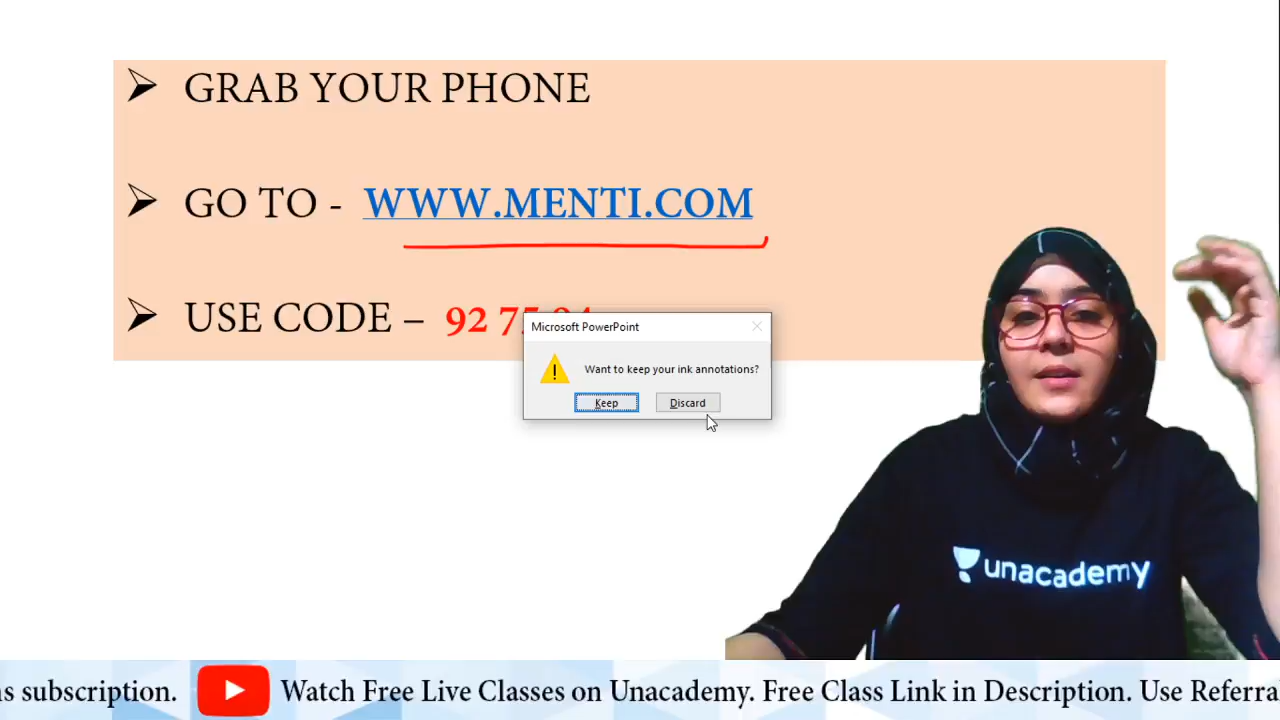 ➢ GRAB YOUR PHONE
➢ GO TO - WWW.MENTI.COM
➢ USE CODE – 92 75
Microsoft PowerPoint
Want to keep your ink annotations?
Keep
Discard
unacademy
subscription.
Watch Free Live Classes on Unacademy. Free Class Link in Description. Use